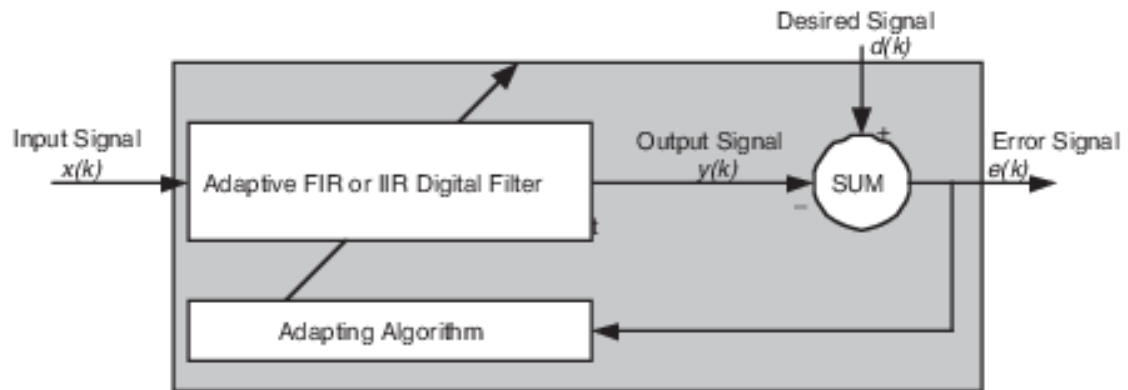 Desired Signal
d(k)
Input Signal
x(k)
Adaptive FIR or IIR Digital Filter
t
Output Signal
y(k)
+
−
SUM
Error Signal
e(k)
Adapting Algorithm